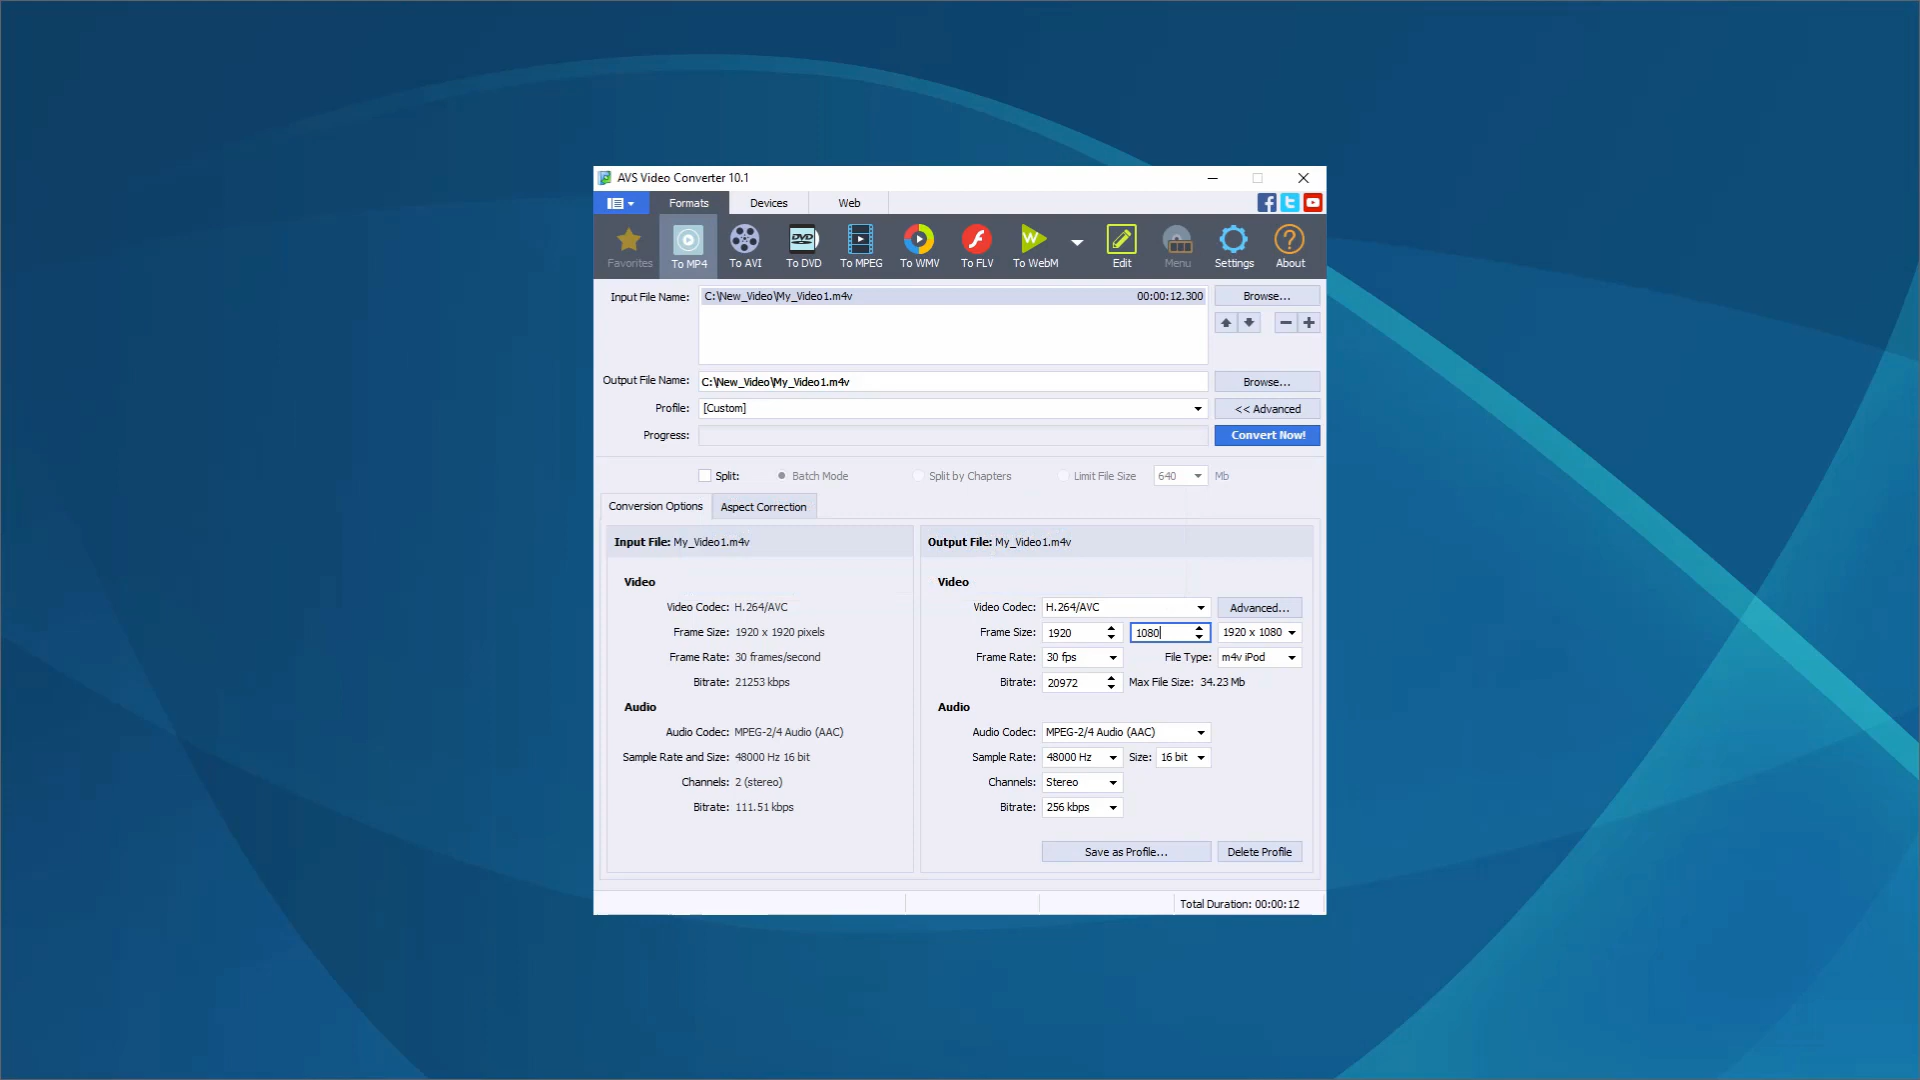 AVS Video Converter 10.1
Formats Devices Web
Favorites To MP4 To AVI To DVD To MPEG To WMV To FLV To WebM Edit Menu Settings About
Input File Name: C:\New_Video\My_Video1.m4v 00:00:12.300 Browse...
Output File Name: C:\New_Video\My_Video1.m4v Browse...
Profile: [Custom] << Advanced
Progress: Convert Now!
Split: Batch Mode Split by Chapters Limit File Size 640 Mb
Conversion Options Aspect Correction
Input File: My_Video1.m4v
Video
Video Codec: H.264/AVC
Frame Size: 1920 x 1920 pixels
Frame Rate: 30 frames/second
Bitrate: 21253 kbps
Audio
Audio Codec: MPEG-2/4 Audio (AAC)
Sample Rate and Size: 48000 Hz 16 bit
Channels: 2 (stereo)
Bitrate: 111.51 kbps
Output File: My_Video1.m4v
Video
Video Codec: H.264/AVC Advanced...
Frame Size: 1920 1080 1920 x 1080
Frame Rate: 30 fps File Type: m4v iPod
Bitrate: 20972 Max File Size: 34.23 Mb
Audio
Audio Codec: MPEG-2/4 Audio (AAC)
Sample Rate: 48000 Hz Size: 16 bit
Channels: Stereo
Bitrate: 256 kbps
Save as Profile... Delete Profile
Total Duration: 00:00:12